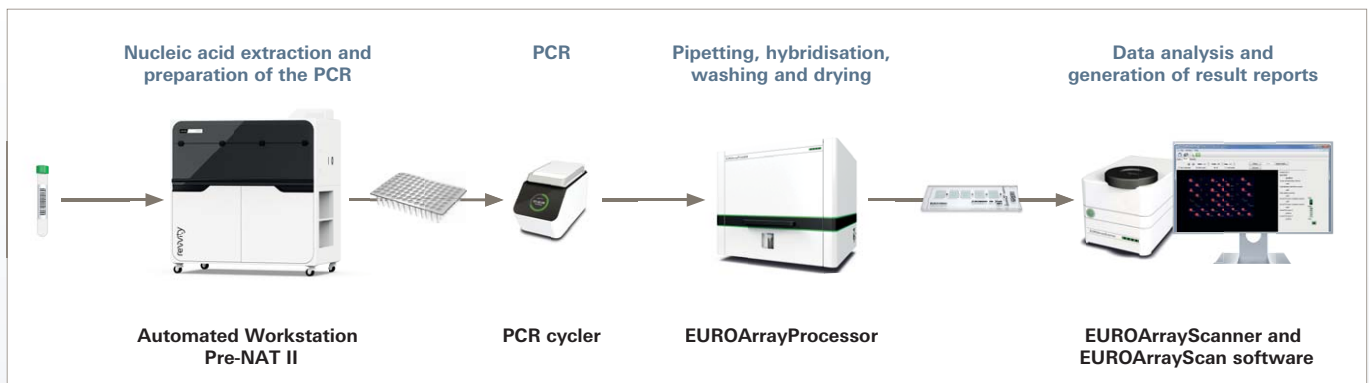 Nucleic acid extraction and
preparation of the PCR
PCR
Pipetting, hybridisation,
washing and drying
Data analysis and
generation of result reports
revvity
Automated Workstation
Pre-NAT II
PCR cycler
EUROArrayProcessor
EUROArrayScanner and
EUROArrayScan software